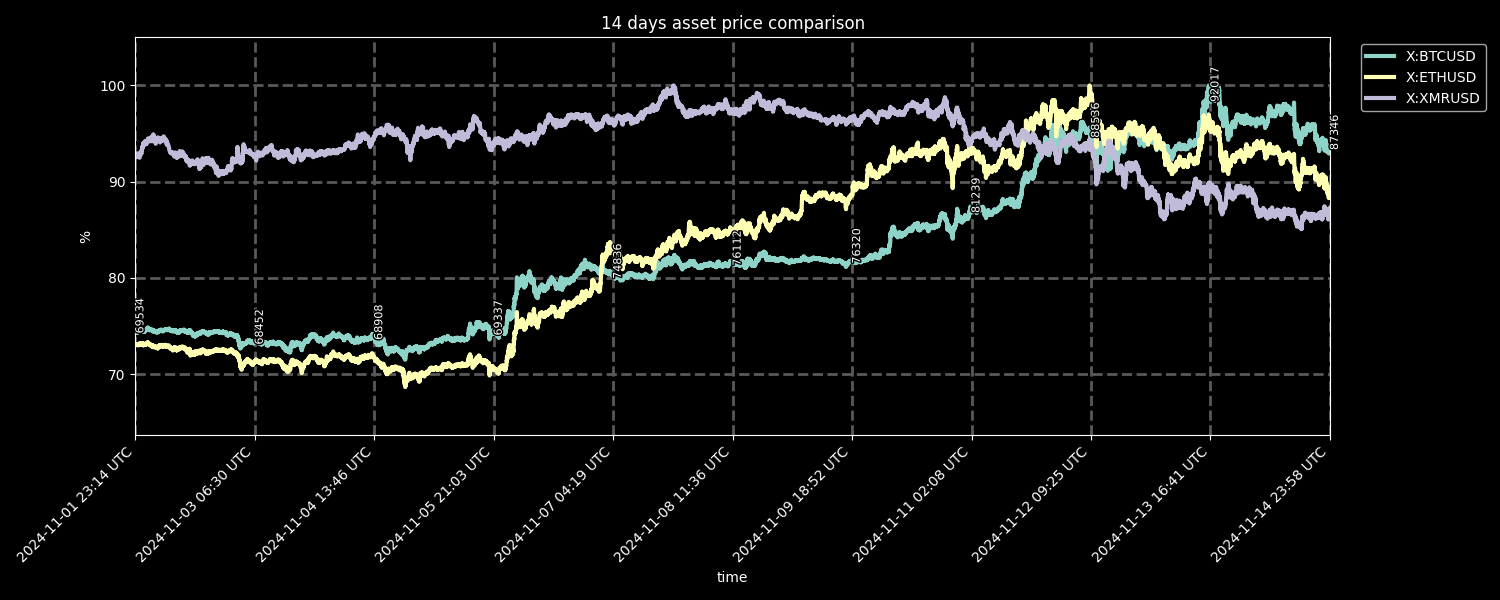 14 days asset price comparison
X:BTCUSD
X:ETHUSD
X:XMRUSD
%
100
90
80
70
69534
68452
68908
69337
74836
76112
76320
81239
88536
92017
87346
2024-11-01 23:14 UTC
2024-11-03 06:30 UTC
2024-11-04 13:46 UTC
2024-11-05 21:03 UTC
2024-11-07 04:19 UTC
2024-11-08 11:36 UTC
2024-11-09 18:52 UTC
2024-11-11 02:08 UTC
2024-11-12 09:25 UTC
2024-11-13 16:41 UTC
2024-11-14 23:58 UTC
time